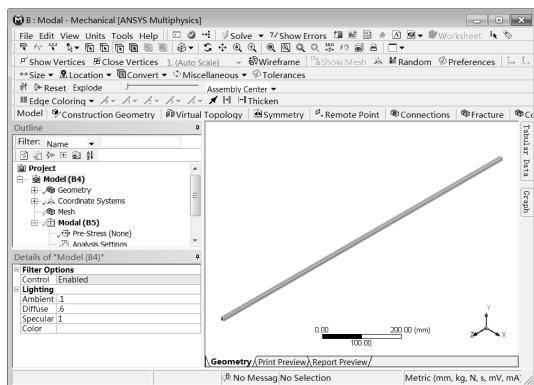 B : Modal - Mechanical [ANSYS Multiphysics]
File Edit View Units Tools Help Solve ?/ Show Errors Worksheet
Show Vertices Close Vertices 1. (Auto Scale) Wireframe Show Mesh Random Preferences
Size Location Convert Miscellaneous Tolerances
Reset Explode Assembly Center
Edge Coloring Thicken
Model Construction Geometry Virtual Topology Symmetry Remote Point Connections Fracture Co
Outline
Filter: Name
Project
Model (B4)
Geometry
Coordinate Systems
Mesh
Modal (B5)
Pre-Stress (None)
Analysis Settings
Details of "Model (B4)"
Filter Options
Control Enabled
Lighting
Ambient .1
Diffuse .6
Specular 1
Color
0.00 200.00 (mm)
100.00
Y
Z X
Geometry Print Preview Report Preview
Tabular Data
Graph
No Messag No Selection Metric (mm, kg, N, s, mV, mA)